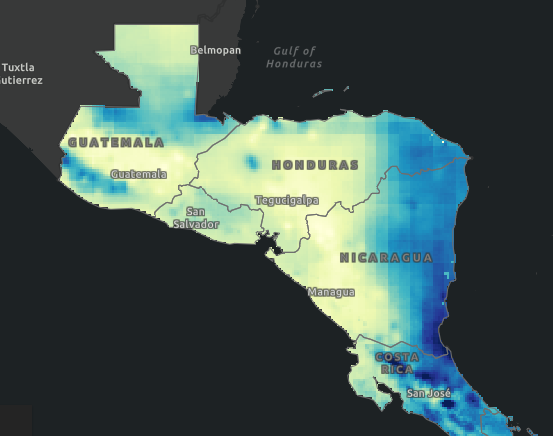 Belmopan
Gulf of
Honduras
Tuxtla
utierrez
GUATEMALA
Guatemala
HONDURAS
Tegucigalpa
San
Salvador
NICARAGUA
Managua
COSTA
RICA
San José